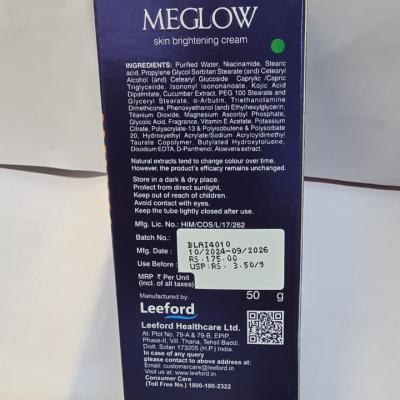 MEGLOW
skin brightening cream
INGREDIENTS: Purified Water, Niacinamide, Stearic
acid, Propylene Glycol Sorbitan Stearate (and) Cetearyl
Alcohol (and) Cetearyl Glucoside Caprylic /Capric
Triglyceride, Isononyl isononanoate, Kojic Acid
Dipalmitate, Cucumber Extract, PEG 100 Stearate and
Glyceryl Stearate, α-Arbutin, Triethanolamine
Dimethicone, Phenoxyethanol (and) Ethylhexylglycerin,
Titanium Dioxide, Magnesium Ascorbyl Phosphate,
Glycolic Acid, Fragrance, Vitamin E Acetate, Potassium
Citrate, Polyacrylate-13 & Polyisobutene & Polysorbate
20, Hydroxyethyl Acrylate/Sodium Acryloyldimethyl
Taurate Copolymer, Butylated Hydroxytoluene,
Disodium EDTA, D-Panthenol, Aloevera extract.
Natural extracts tend to change colour over time.
However, the product's efficacy remains unchanged.
Store in a dark & dry place.
Protect from direct sunlight.
Keep out of reach of children.
Avoid contact with eyes.
Keep the tube tightly closed after use.
Mfg. Lic. No.: HIM/COS/L/17/262
Batch No.: BLAI4010
Mfg. Date : 10/2024-09/2026
Use Before : RS.175.00
USP:RS. 3.50/9
MRP ₹ Per Unit
(incl. of all taxes)
50 g
Manufactured by:
Leeford
Leeford Healthcare Ltd.
At: Plot No. 79-A & 79-B, EPIP,
Phase-II, Vill. Thana, Tehsil Baddi,
Distt. Solan 173205 (H.P.) India.
In case of any query
please contact to above address at:
Email: customercare@leeford.in
Visit us at: www.leeford.in
Consumer Care
(Toll Free No.) 1800-180-2322